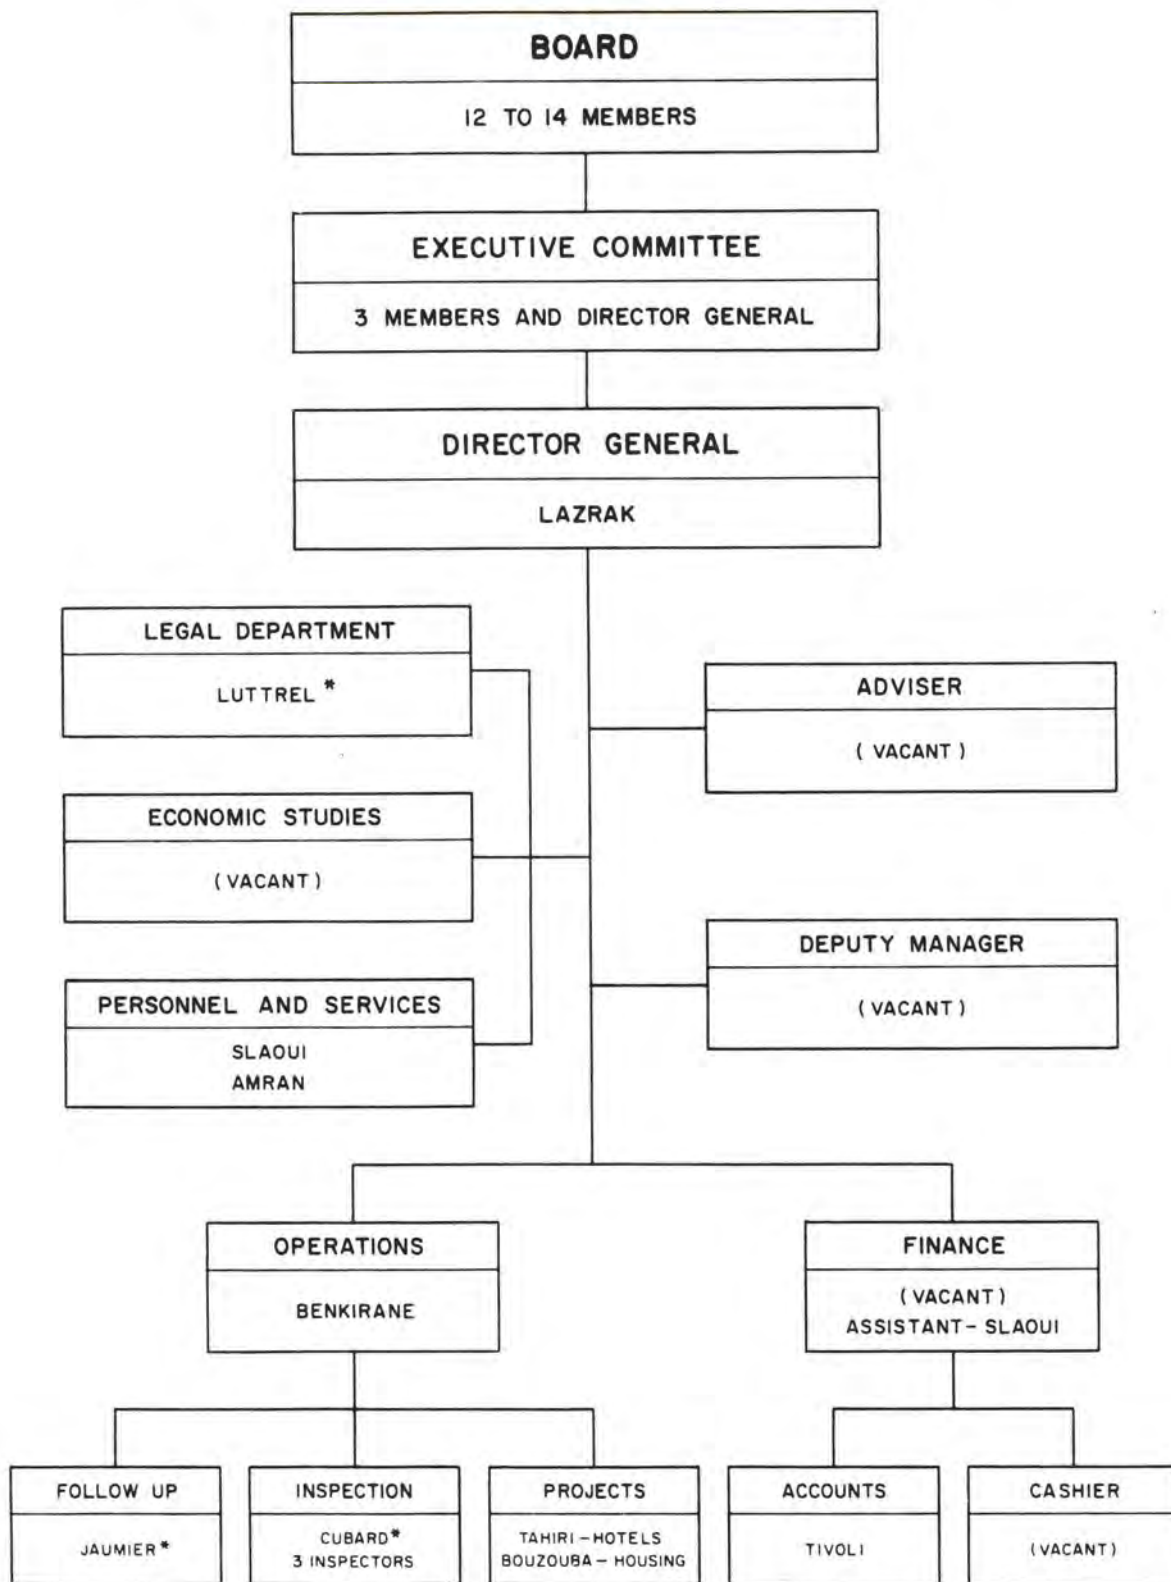 BOARD
12 TO 14 MEMBERS
EXECUTIVE COMMITTEE
3 MEMBERS AND DIRECTOR GENERAL
DIRECTOR GENERAL
LAZRAK
LEGAL DEPARTMENT
LUTTREL *
ADVISER
(VACANT)
ECONOMIC STUDIES
(VACANT)
DEPUTY MANAGER
(VACANT)
PERSONNEL AND SERVICES
SLAOUI
AMRAN
OPERATIONS
BENKIRANE
FINANCE
(VACANT)
ASSISTANT-SLAOUI
FOLLOW UP
JAUMIER*
INSPECTION
CUBARD*
3 INSPECTORS
PROJECTS
TAHIRI-HOTELS
BOUZOUBA-HOUSING
ACCOUNTS
TIVOLI
CASHIER
(VACANT)